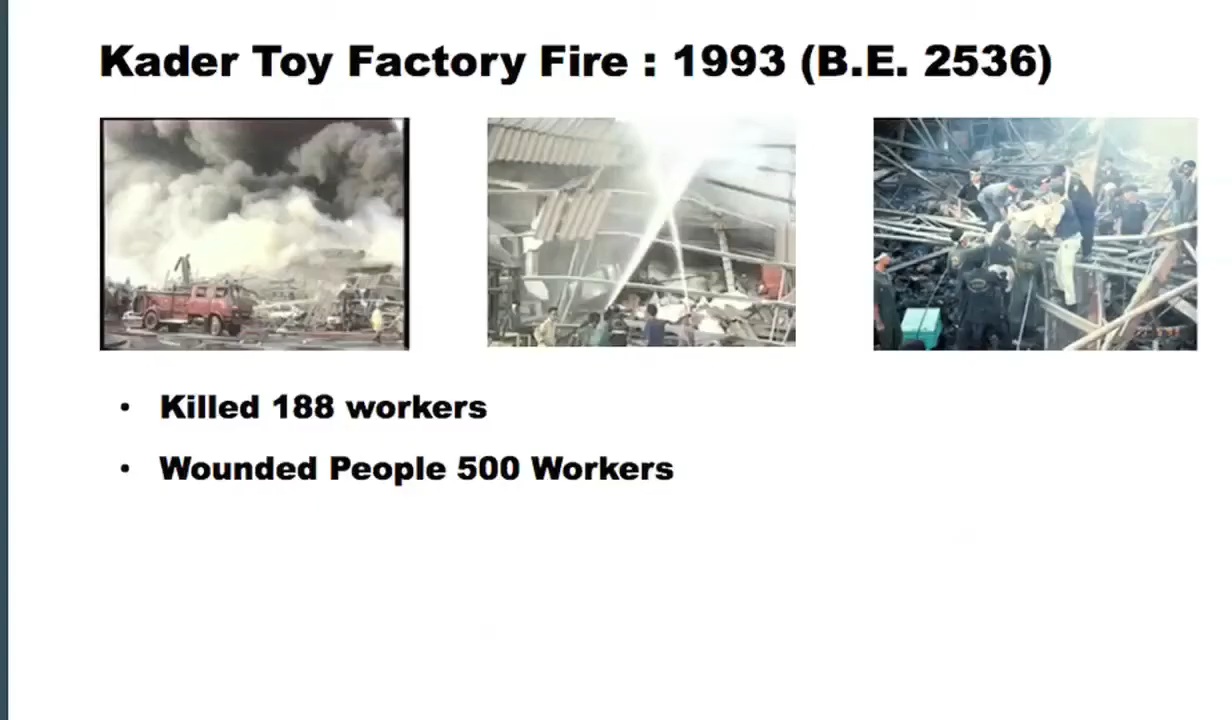 Kader Toy Factory Fire : 1993 (B.E. 2536)
• Killed 188 workers
• Wounded People 500 Workers